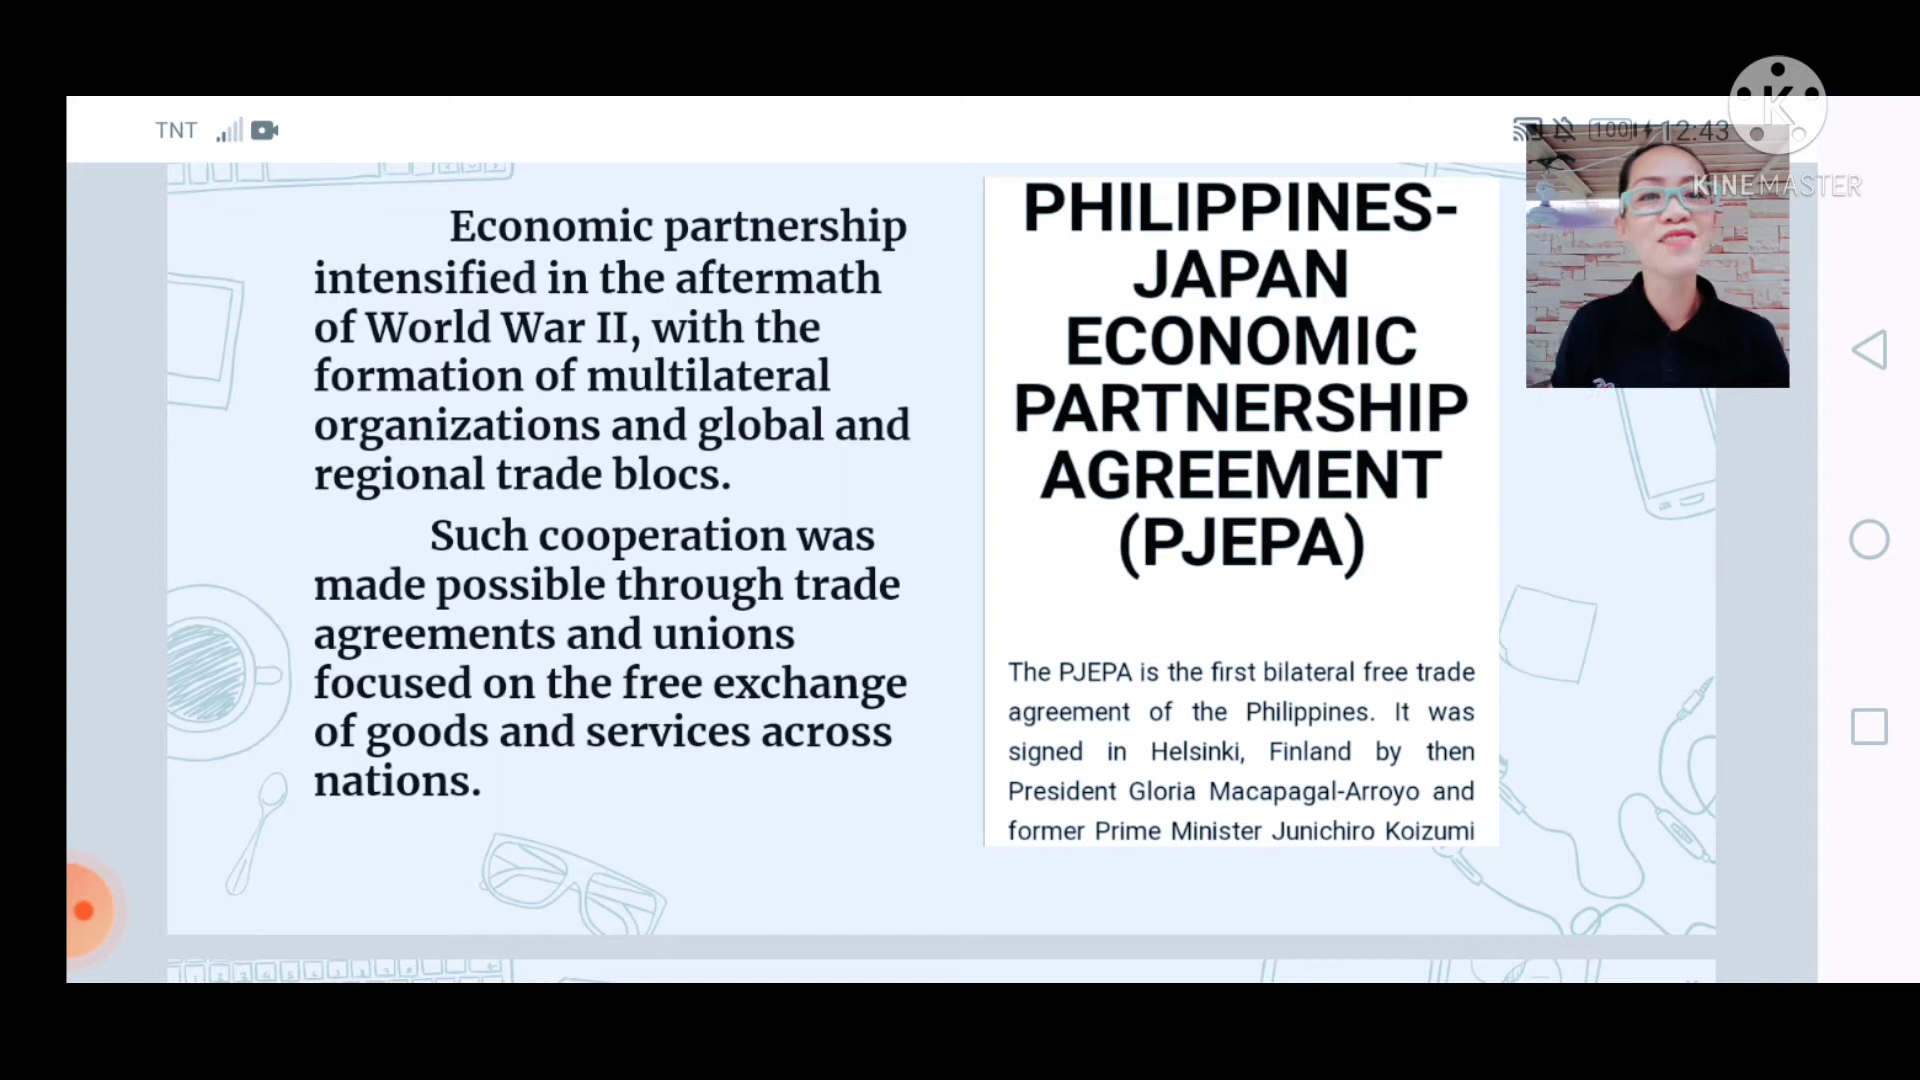 TNT
100
12:43
K
KINEMASTER
Economic partnership
intensified in the aftermath
of World War II, with the
formation of multilateral
organizations and global and
regional trade blocs.
Such cooperation was
made possible through trade
agreements and unions
focused on the free exchange
of goods and services across
nations.
PHILIPPINES-
JAPAN
ECONOMIC
PARTNERSHIP
AGREEMENT
(PJEPA)
The PJEPA is the first bilateral free trade
agreement of the Philippines. It was
signed in Helsinki, Finland by then
President Gloria Macapagal-Arroyo and
former Prime Minister Junichiro Koizumi